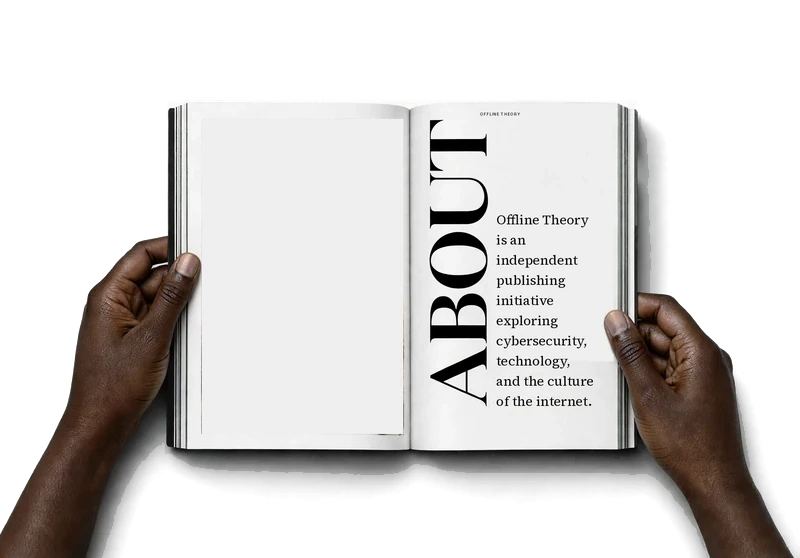 OFFLINE THEORY
ABOUT
Offline Theory
is an
independent
publishing
initiative
exploring
cybersecurity,
technology,
and the culture
of the internet.